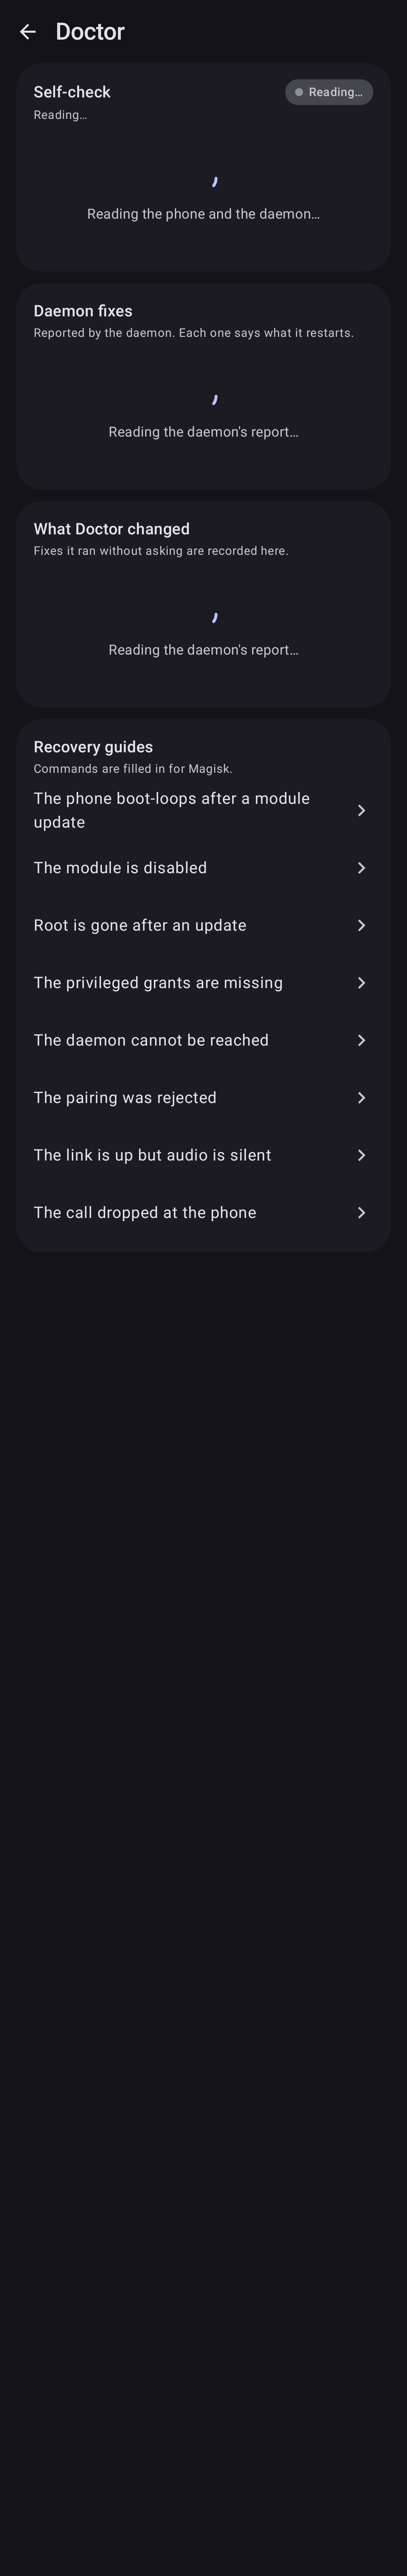 Doctor
Self-check
Reading…
Reading…
Reading the phone and the daemon…
Daemon fixes
Reported by the daemon. Each one says what it restarts.
Reading the daemon's report…
What Doctor changed
Fixes it ran without asking are recorded here.
Reading the daemon's report…
Recovery guides
Commands are filled in for Magisk.
The phone boot-loops after a module
update
The module is disabled
Root is gone after an update
The privileged grants are missing
The daemon cannot be reached
The pairing was rejected
The link is up but audio is silent
The call dropped at the phone